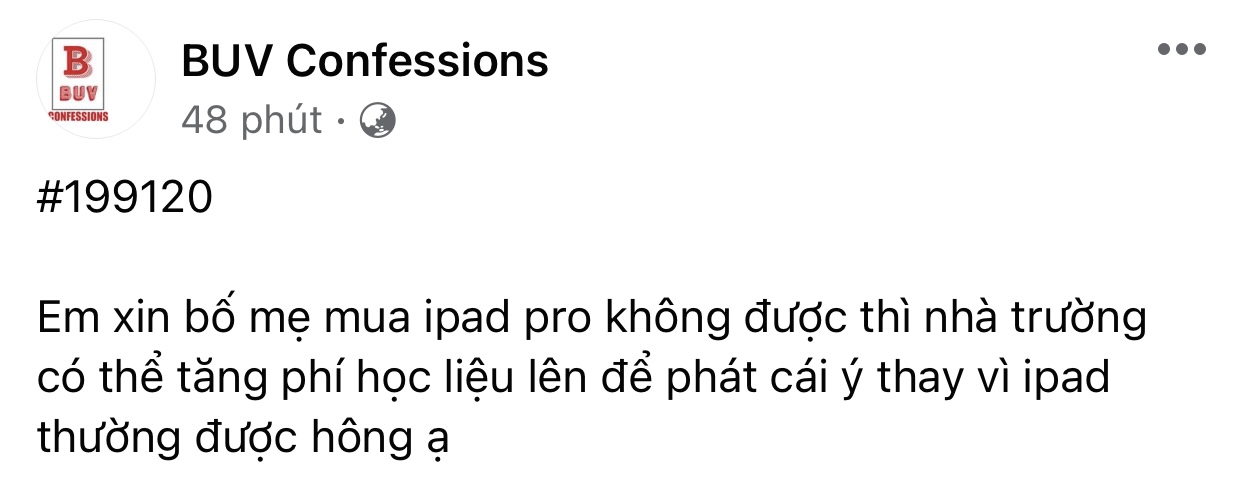 B
BUV
CONFESSIONS
BUV Confessions
48 phút ·
#199120
Em xin bố mẹ mua ipad pro không được thì nhà trường
có thể tăng phí học liệu lên để phát cái ý thay vì ipad
thường được hông ạ